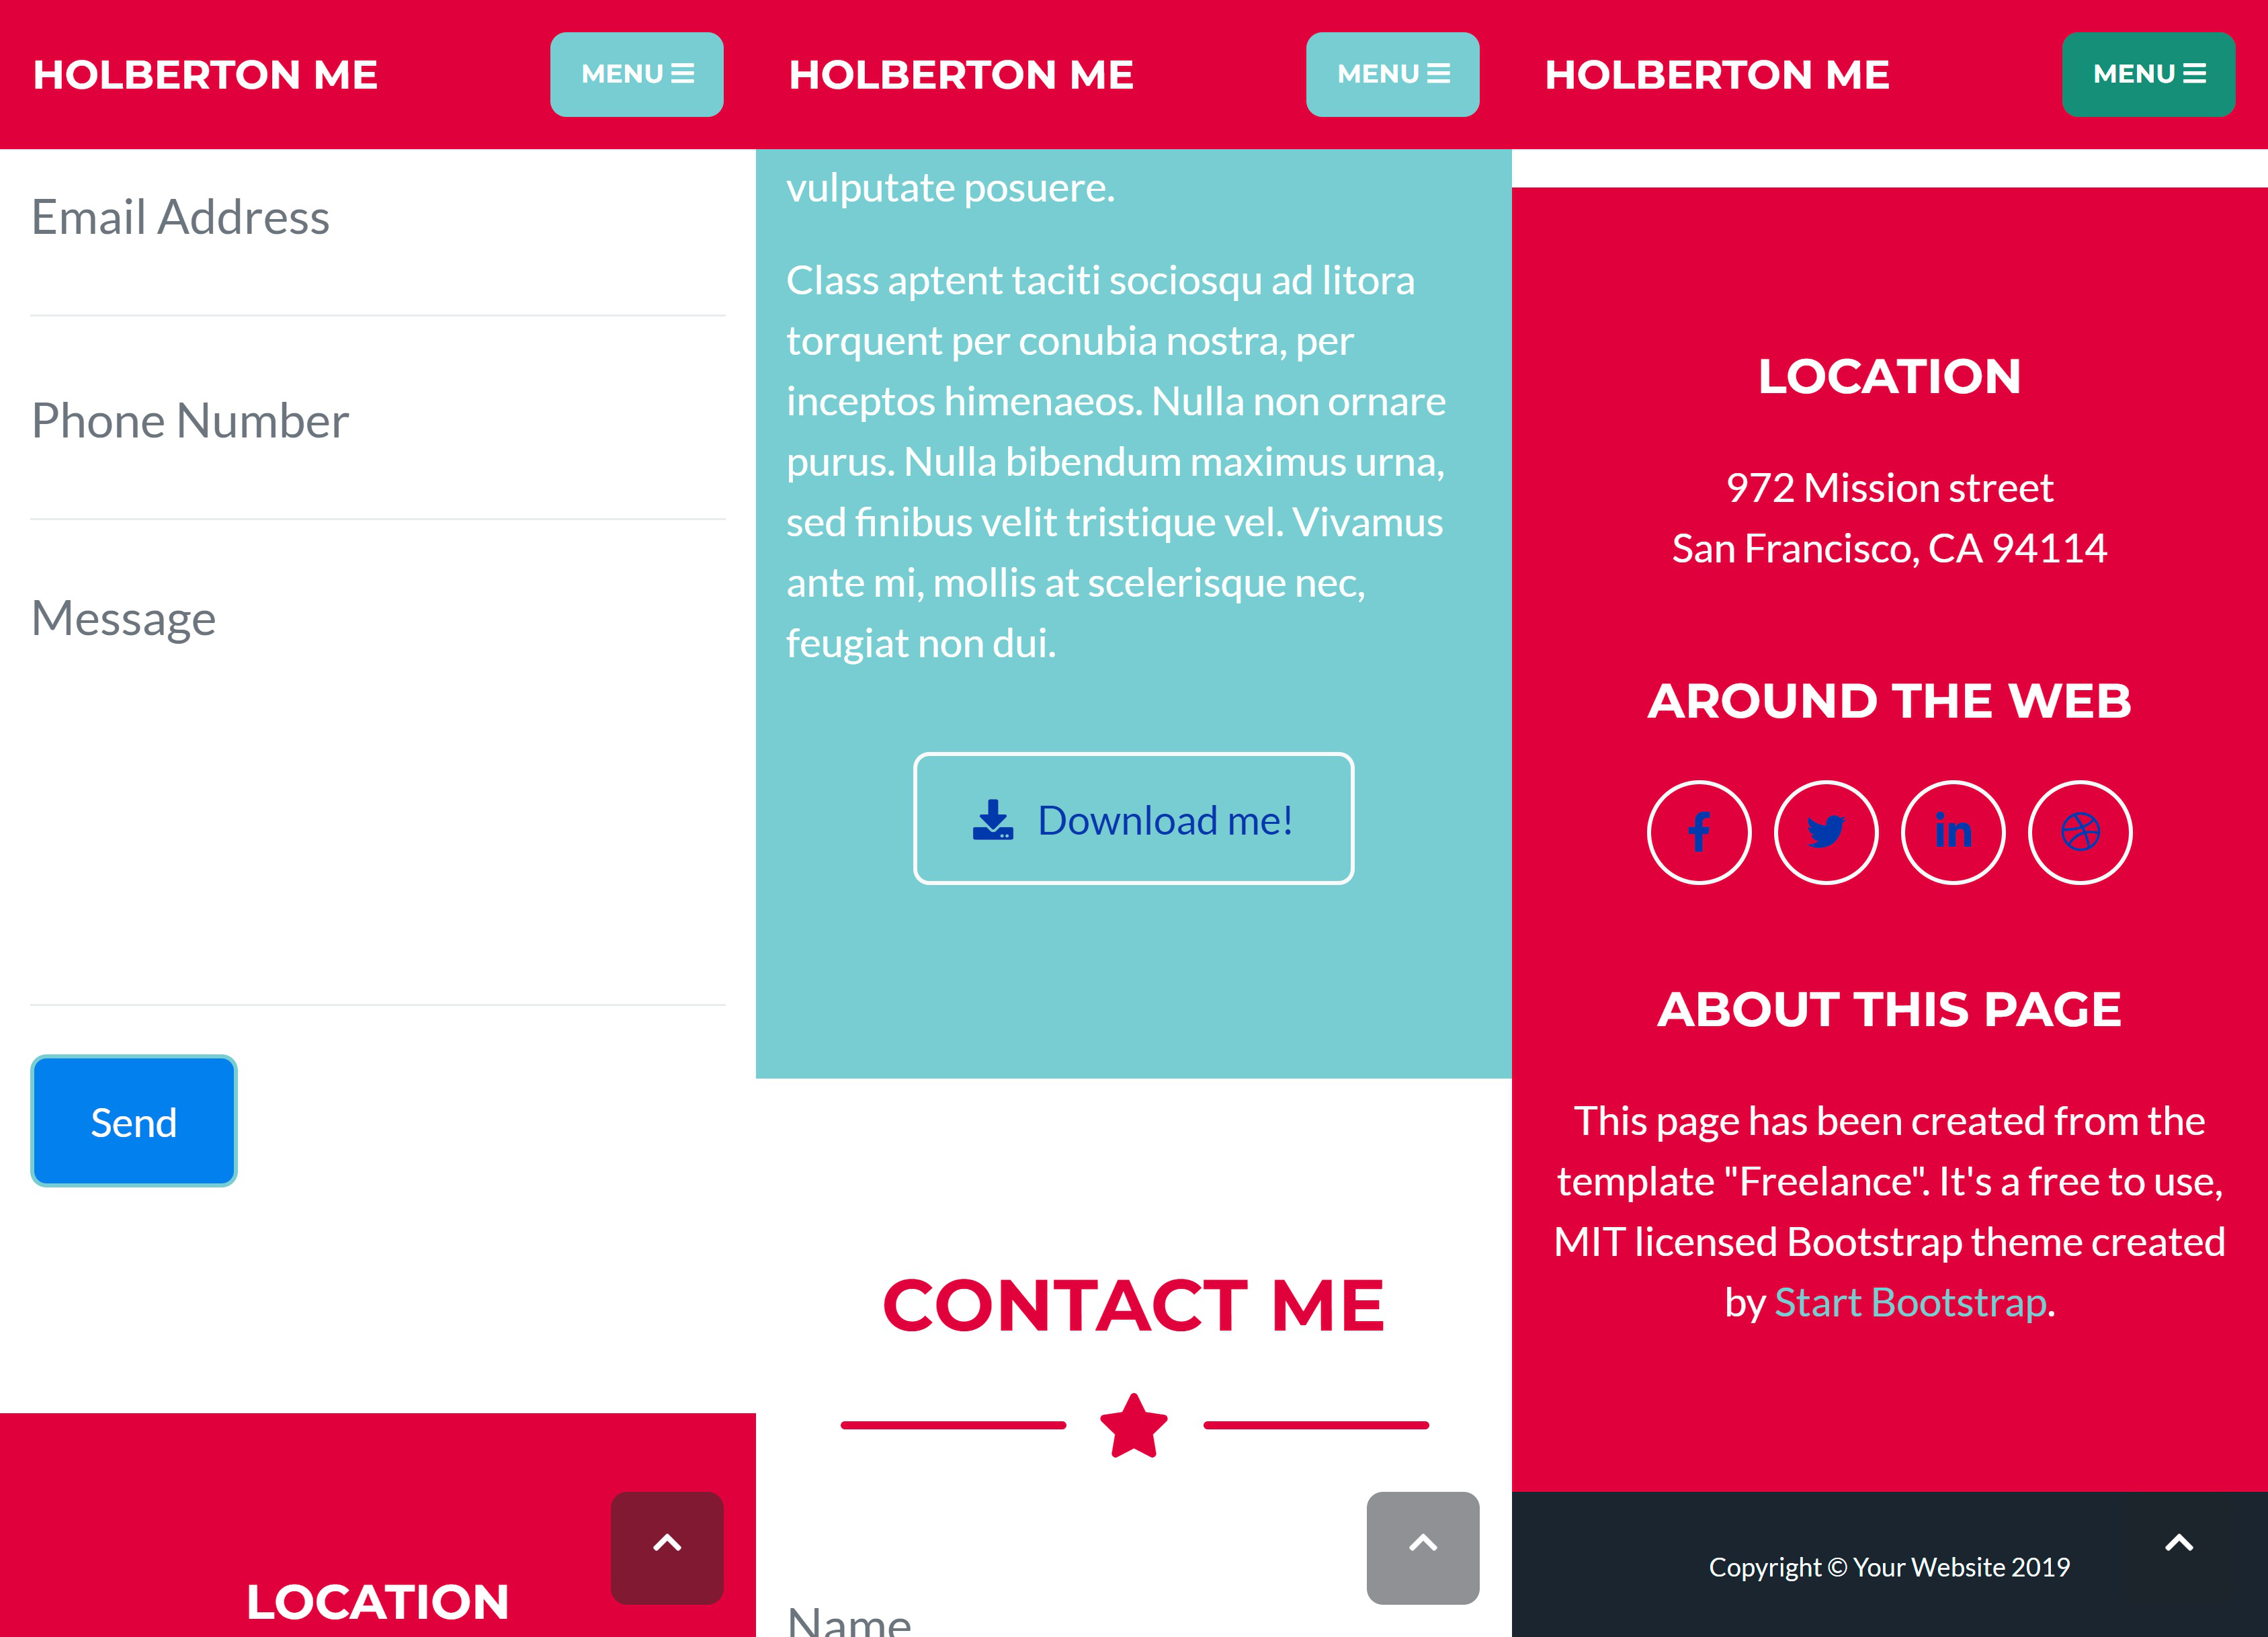 HOLBERTON ME
MENU
Email Address
Phone Number
Message
Send
LOCATION
HOLBERTON ME
MENU
vulputate posuere.
Class aptent taciti sociosqu ad litora
torquent per conubia nostra, per
inceptos himenaeos. Nulla non ornare
purus. Nulla bibendum maximus urna,
sed finibus velit tristique vel. Vivamus
ante mi, mollis at scelerisque nec,
feugiat non dui.
Download me!
CONTACT ME
Name
HOLBERTON ME
MENU
LOCATION
972 Mission street
San Francisco, CA 94114
AROUND THE WEB
ABOUT THIS PAGE
This page has been created from the
template "Freelance". It's a free to use,
MIT licensed Bootstrap theme created
by Start Bootstrap.
Copyright © Your Website 2019